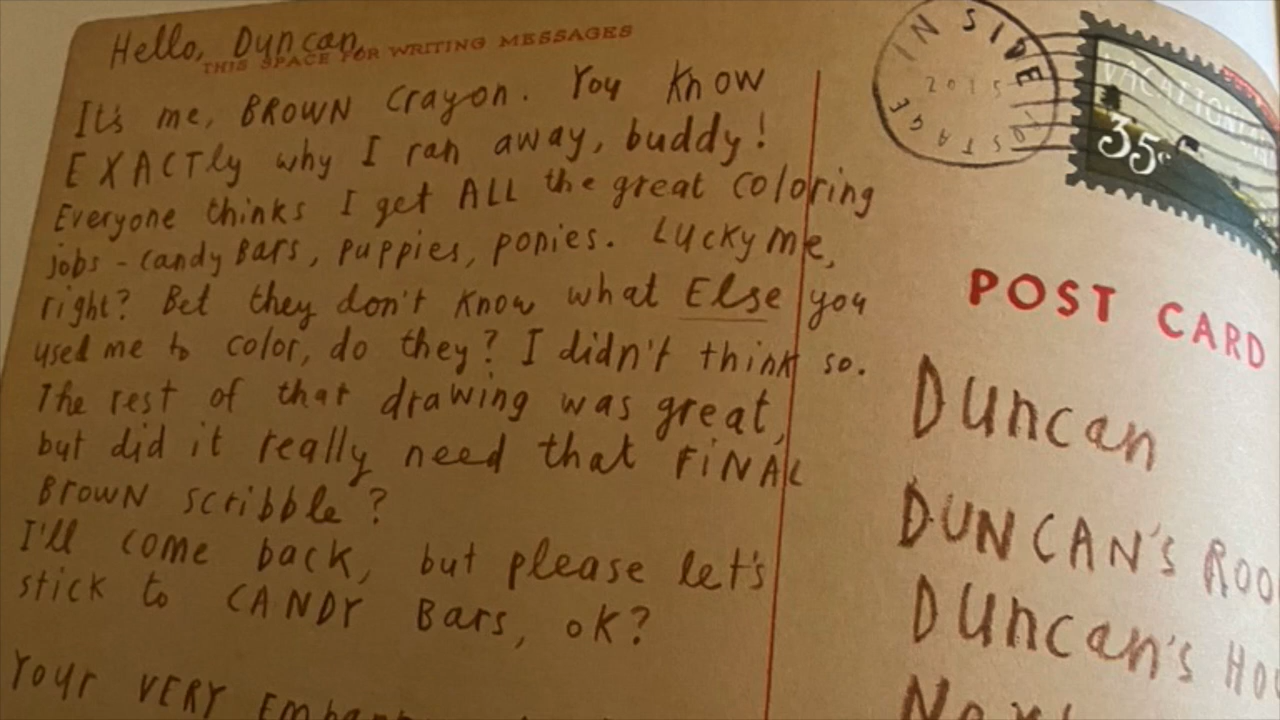 Hello, Duncan,
THIS SPACE FOR WRITING MESSAGES
It's me, BROWN Crayon. You know
EXACTLY why I ran away, buddy!
Everyone thinks I get ALL the great coloring
jobs - candy Bars, puppies, ponies. Lucky me,
right? Bet they don't know what Else you
used me to color, do they? I didn't think so.
The rest of that drawing was great,
but did it really need that FiNAL
BROWN scribble?
I'll come back, but please let's
stick to CANDY Bars, OK?
Your VERY
IN SIDE
2015
POSTAGE
35¢
POST CARD
Duncan
DUNCAN'S
Duncan's